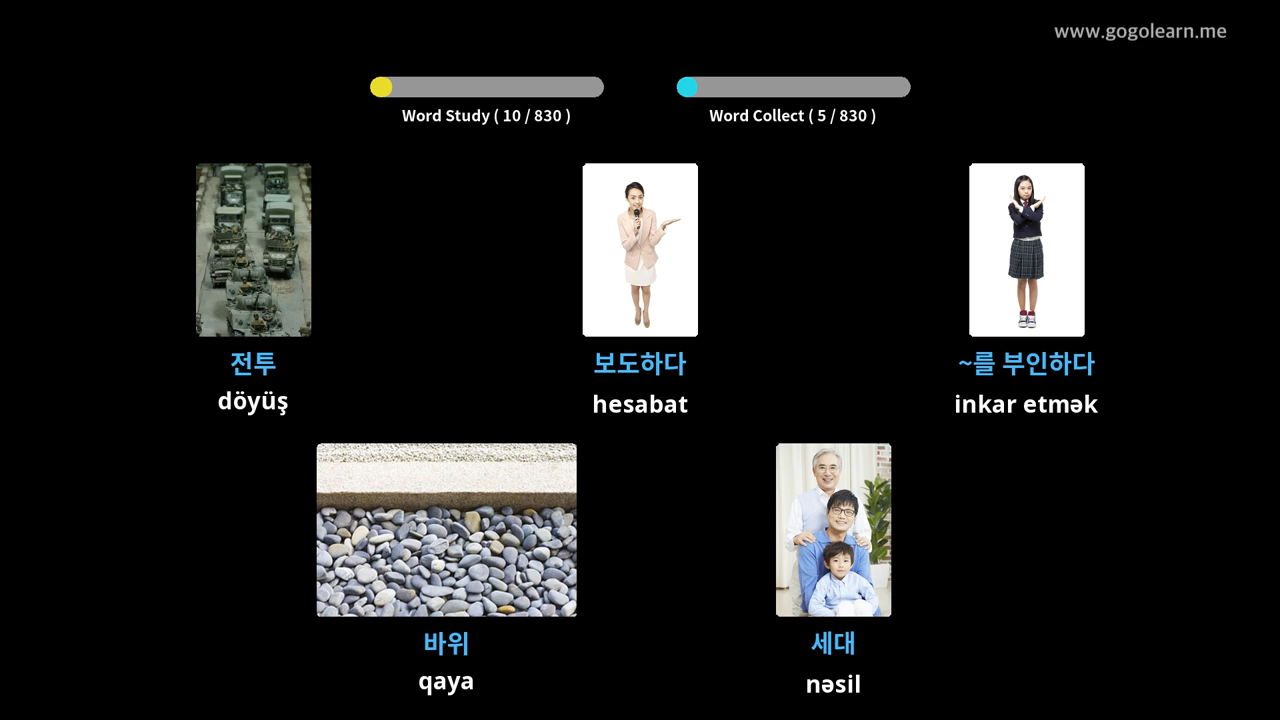 www.gogolearn.me
Word Study ( 10 / 830 )
Word Collect ( 5 / 830 )
전투
döyüş
보도하다
hesabat
~를 부인하다
inkar etmək
바위
qaya
세대
nəsil